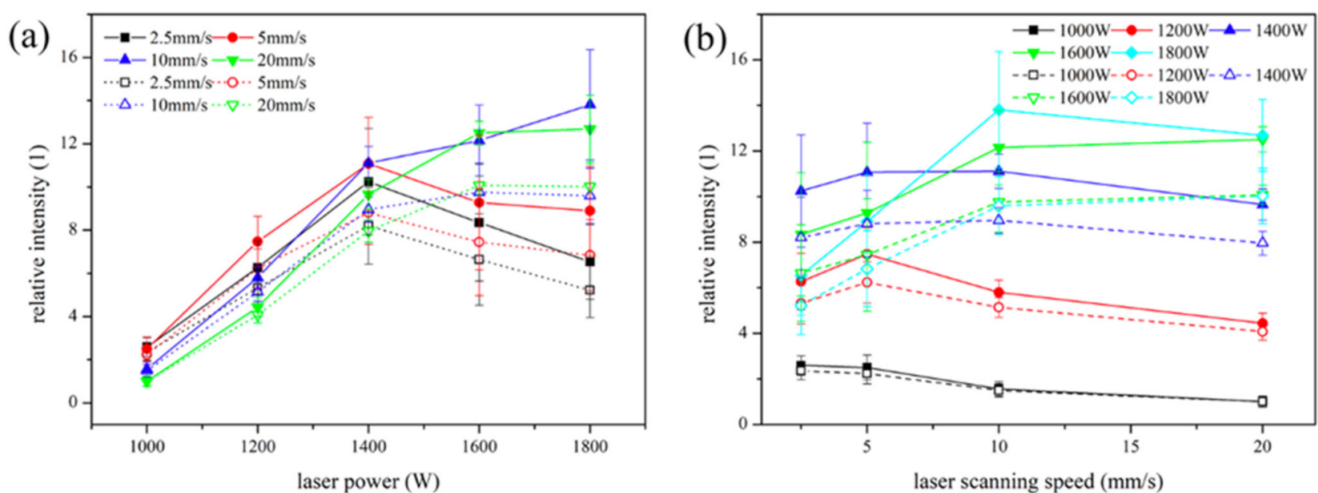 (a)
2.5mm/s 5mm/s
10mm/s 20mm/s
2.5mm/s 5mm/s
10mm/s 20mm/s
16
12
8
4
0
relative intensity (1)
1000 1200 1400 1600 1800
laser power (W)
(b)
1000W 1200W 1400W
1600W 1800W
1000W 1200W 1400W
1600W 1800W
16
12
8
4
0
relative intensity (1)
5 10 15 20
laser scanning speed (mm/s)